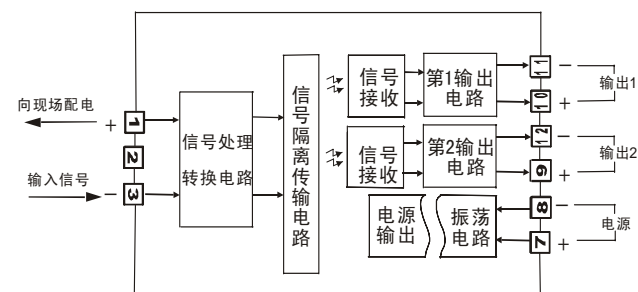 向现场配电
+
1
2
输入信号
−
3
信号处理
转换电路
信号隔离传输电路
信号
接收
第1输出
电路
11
−
10
+
输出1
信号
接收
第2输出
电路
12
−
9
+
输出2
电源
输出
振荡
电路
8
−
7
+
电源